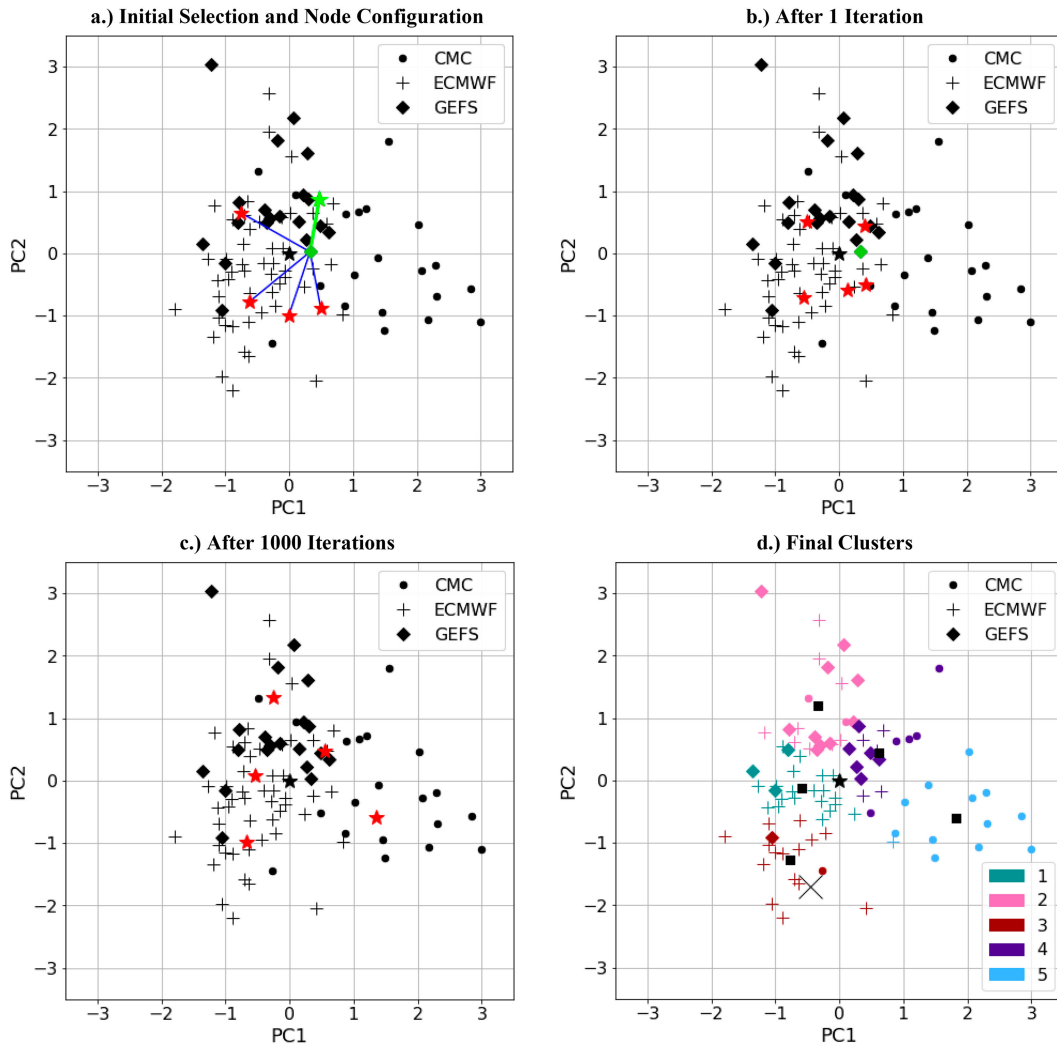 a.) Initial Selection and Node Configuration
CMC
ECMWF
GEFS
3
2
1
0
−1
−2
−3
PC2
−3 −2 −1 0 1 2 3
PC1
b.) After 1 Iteration
CMC
ECMWF
GEFS
3
2
1
0
−1
−2
−3
PC2
−3 −2 −1 0 1 2 3
PC1
c.) After 1000 Iterations
CMC
ECMWF
GEFS
3
2
1
0
−1
−2
−3
PC2
−3 −2 −1 0 1 2 3
PC1
d.) Final Clusters
CMC
ECMWF
GEFS
3
2
1
0
−1
−2
−3
PC2
1
2
3
4
5
−3 −2 −1 0 1 2 3
PC1